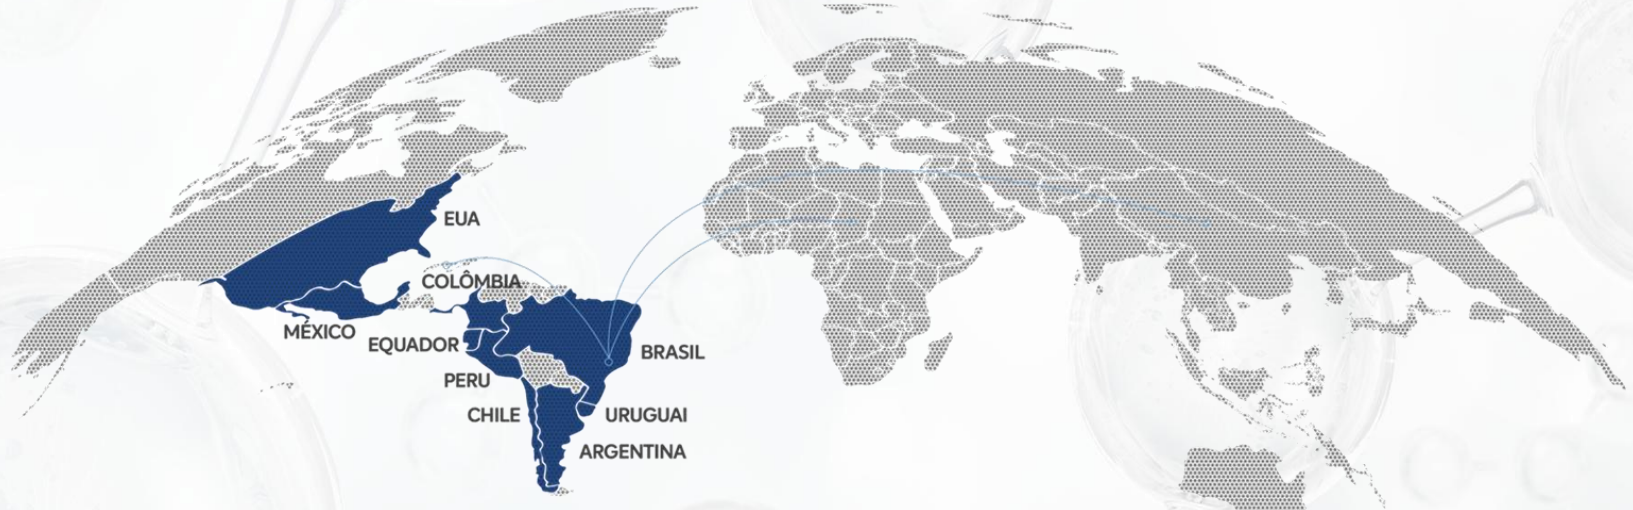 EUA
COLÔMBIA
MÉXICO
EQUADOR
BRASIL
PERU
CHILE
URUGUAI
ARGENTINA